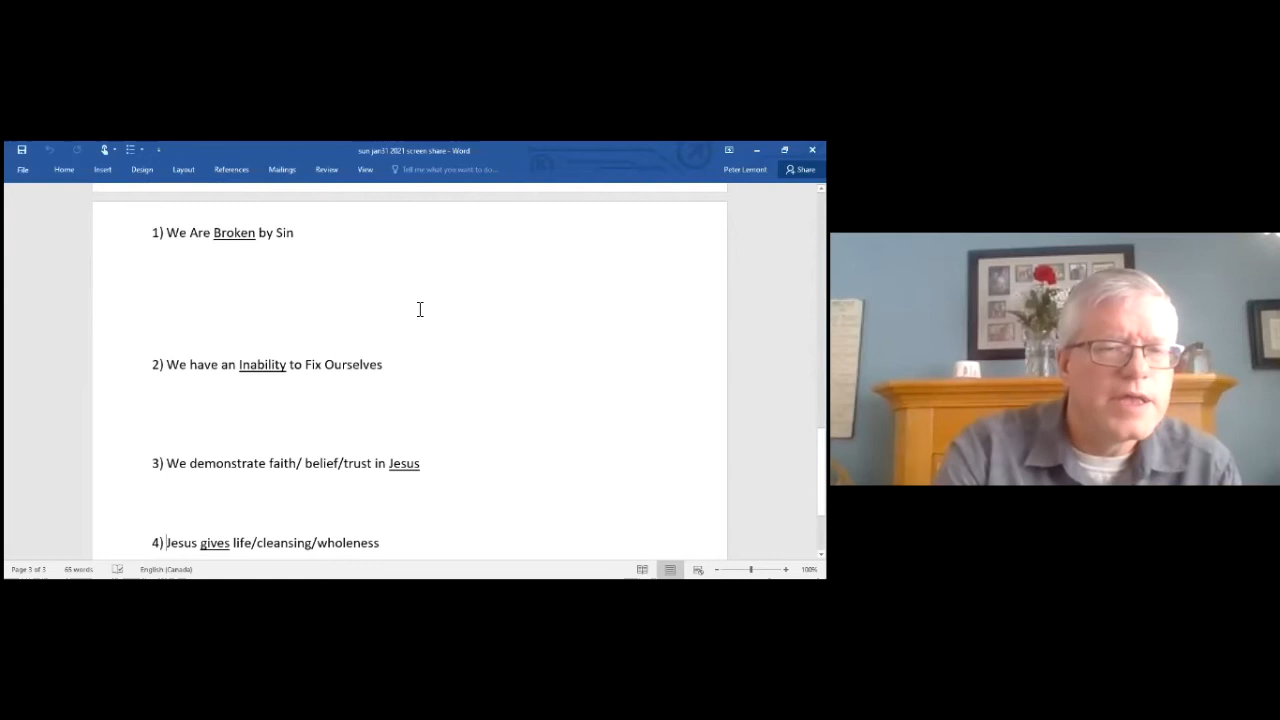 sun jan31 2021 screen share - Word
File Home Insert Design Layout References Mailings Review View Tell me what you want to do... Peter Lemont Share
1) We Are Broken by Sin
2) We have an Inability to Fix Ourselves
3) We demonstrate faith/ belief/trust in Jesus
4) Jesus gives life/cleansing/wholeness
Page 3 of 3 65 words English (Canada) 100%